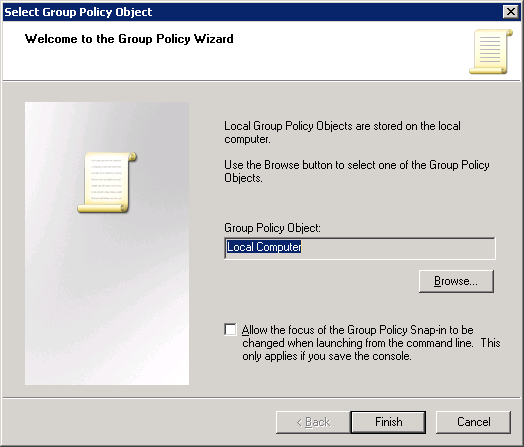 Select Group Policy Object
Welcome to the Group Policy Wizard
Local Group Policy Objects are stored on the local
computer.
Use the Browse button to select one of the Group Policy
Objects.
Group Policy Object:
Local Computer
Browse...
Allow the focus of the Group Policy Snap-in to be
changed when launching from the command line.  This
only applies if you save the console.
< Back
Finish
Cancel